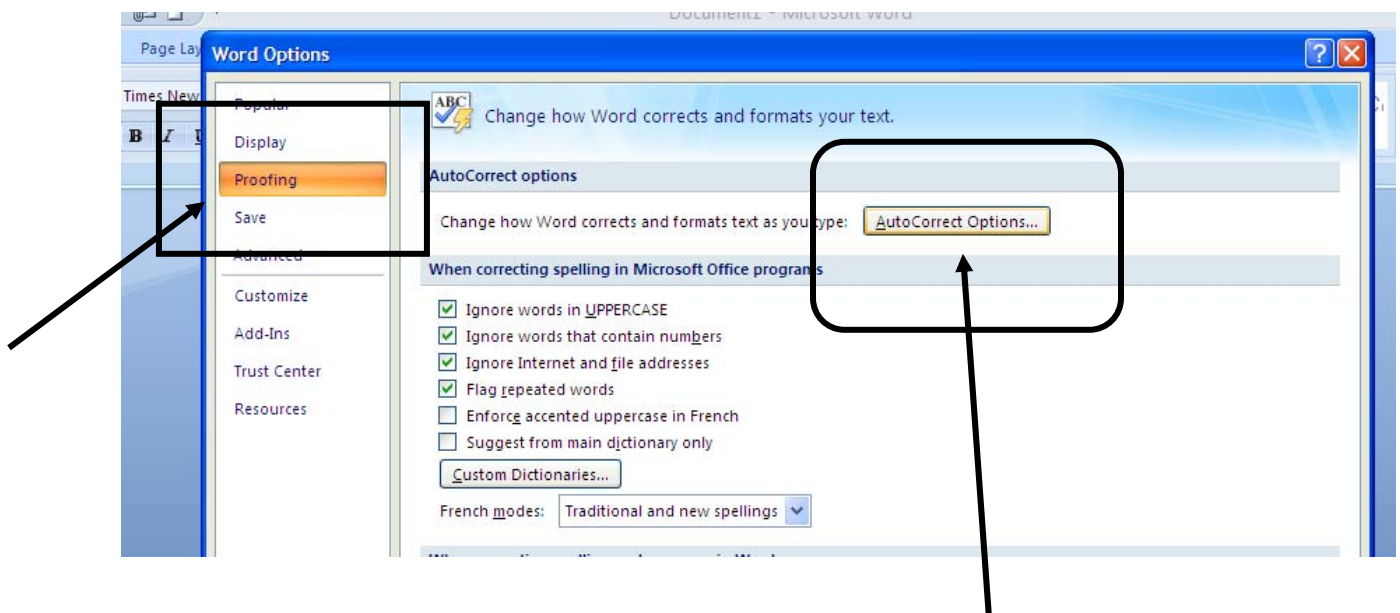 Document1 - Microsoft Word
Page Lay
Word Options
Times New
B I U
Popular
Display
Proofing
Save
Advanced
Customize
Add-Ins
Trust Center
Resources
ABC
Change how Word corrects and formats your text.
AutoCorrect options
Change how Word corrects and formats text as you type: AutoCorrect Options...
When correcting spelling in Microsoft Office programs
Ignore words in UPPERCASE
Ignore words that contain numbers
Ignore Internet and file addresses
Flag repeated words
Enforce accented uppercase in French
Suggest from main dictionary only
Custom Dictionaries...
French modes: Traditional and new spellings